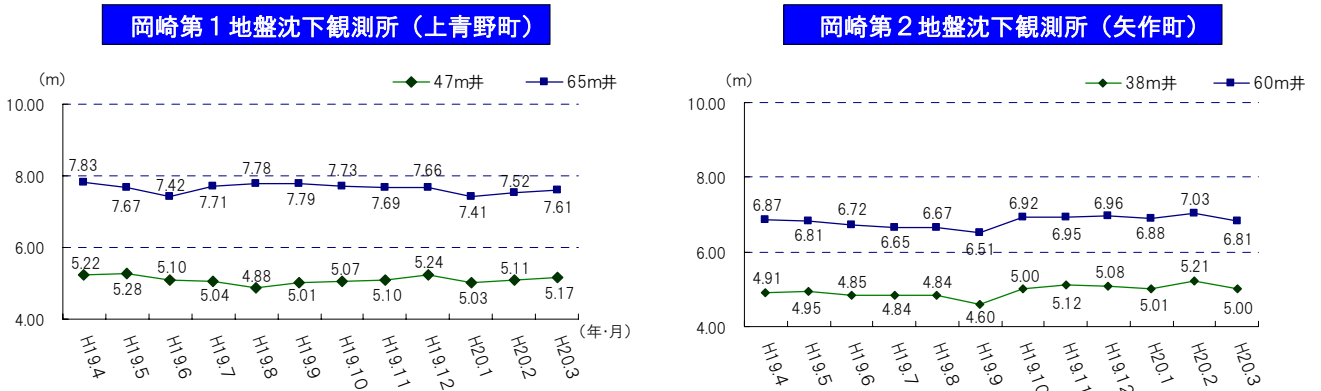 岡崎第1地盤沈下観測所（上青野町）
(m)
47m井 65m井
10.00
8.00
6.00
4.00
7.83 7.67 7.42 7.71 7.78 7.79 7.73 7.69 7.66 7.41 7.52 7.61
5.22 5.28 5.10 5.04 4.88 5.01 5.07 5.10 5.24 5.03 5.11 5.17
H19.4 H19.5 H19.6 H19.7 H19.8 H19.9 H19.10 H19.11 H19.12 H20.1 H20.2 H20.3
(年・月)
岡崎第2地盤沈下観測所（矢作町）
(m)
38m井 60m井
10.00
8.00
6.00
4.00
6.87 6.81 6.72 6.65 6.67 6.51 6.92 6.95 6.96 6.88 7.03 6.81
4.91 4.95 4.85 4.84 4.84 4.60 5.00 5.12 5.08 5.01 5.21 5.00
H19.4 H19.5 H19.6 H19.7 H19.8 H19.9 H19.10 H19.11 H19.12 H20.1 H20.2 H20.3